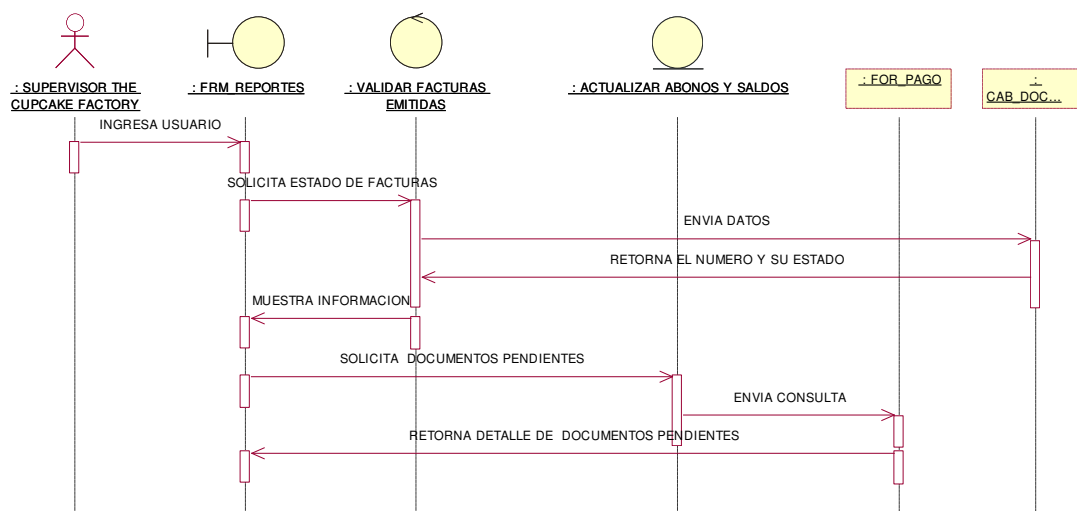 : SUPERVISOR THE
CUPCAKE FACTORY
: FRM_REPORTES
: VALIDAR FACTURAS
EMITIDAS
: ACTUALIZAR ABONOS Y SALDOS
: FOR_PAGO
:
CAB_DOC...
INGRESA USUARIO
SOLICITA ESTADO DE FACTURAS
ENVIA DATOS
RETORNA EL NUMERO Y SU ESTADO
MUESTRA INFORMACION
SOLICITA DOCUMENTOS PENDIENTES
ENVIA CONSULTA
RETORNA DETALLE DE DOCUMENTOS PENDIENTES